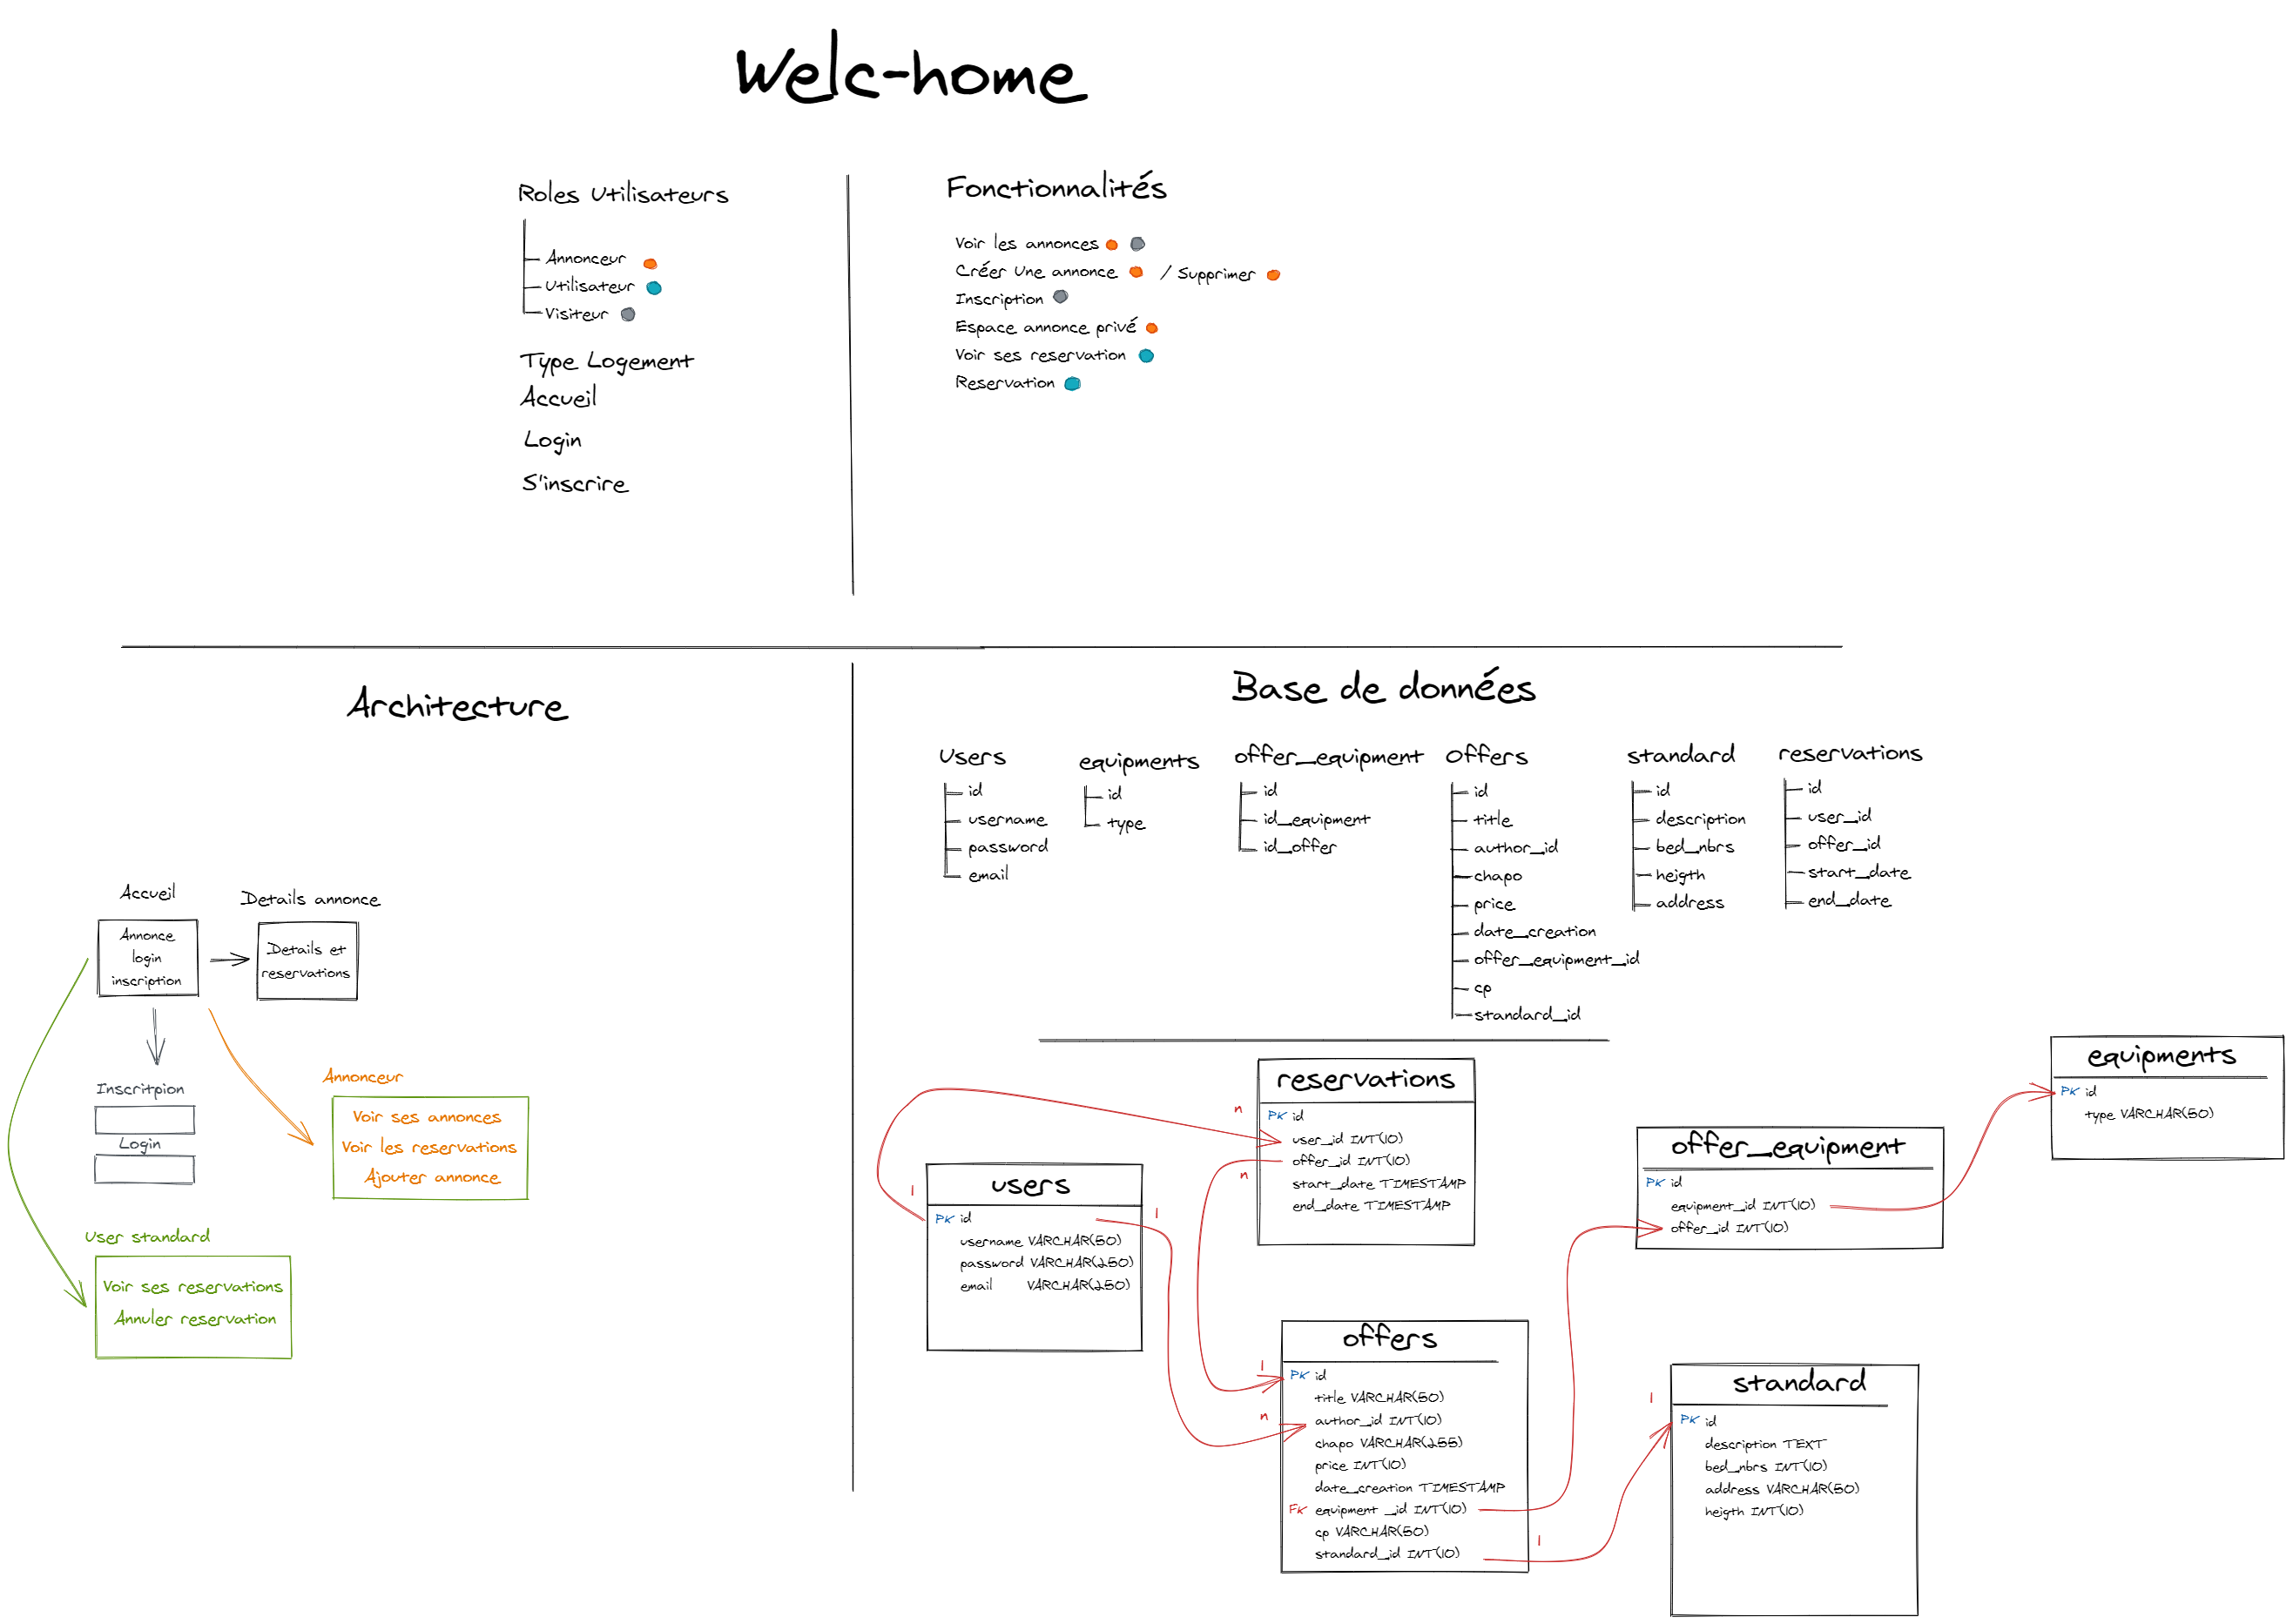 Welc-home
Roles Utilisateurs
Annonceur
Utilisateur
Visiteur
Type Logement
Accueil
Login
S'inscrire
Fonctionnalités
Voir les annonces
Créer Une annonce / Supprimer
Inscription
Espace annonce privé
Voir ses reservation
Reservation
Architecture
Accueil
Annonce
login
inscription
Details annonce
Details et
reservations
Inscritpion
Login
Annonceur
Voir ses annonces
Voir les reservations
Ajouter annonce
User standard
Voir ses reservations
Annuler reservation
Base de données
Users
id
username
password
email
equipments
id
type
offer_equipment
id
id_equipment
id_offer
Offers
id
title
author_id
chapo
price
date_creation
offer_equipment_id
cp
standard_id
standard
id
description
bed_nbrs
heigth
address
reservations
id
user_id
offer_id
start_date
end_date
reservations
PK id
user_id INT(10)
offer_id INT(10)
start_date TIMESTAMP
end_date TIMESTAMP
n
n
users
PK id
username VARCHAR(50)
password VARCHAR(250)
email VARCHAR(250)
1
1
offers
PK id
title VARCHAR(50)
author_id INT(10)
chapo VARCHAR(255)
price INT(10)
date_creation TIMESTAMP
FK equipment _id INT(10)
cp VARCHAR(50)
standard_id INT(10)
1
n
1
offer_equipment
PK id
equipment_id INT(10)
offer_id INT(10)
equipments
PK id
type VARCHAR(50)
standard
PK id
description TEXT
bed_nbrs INT(10)
address VARCHAR(50)
heigth INT(10)
1